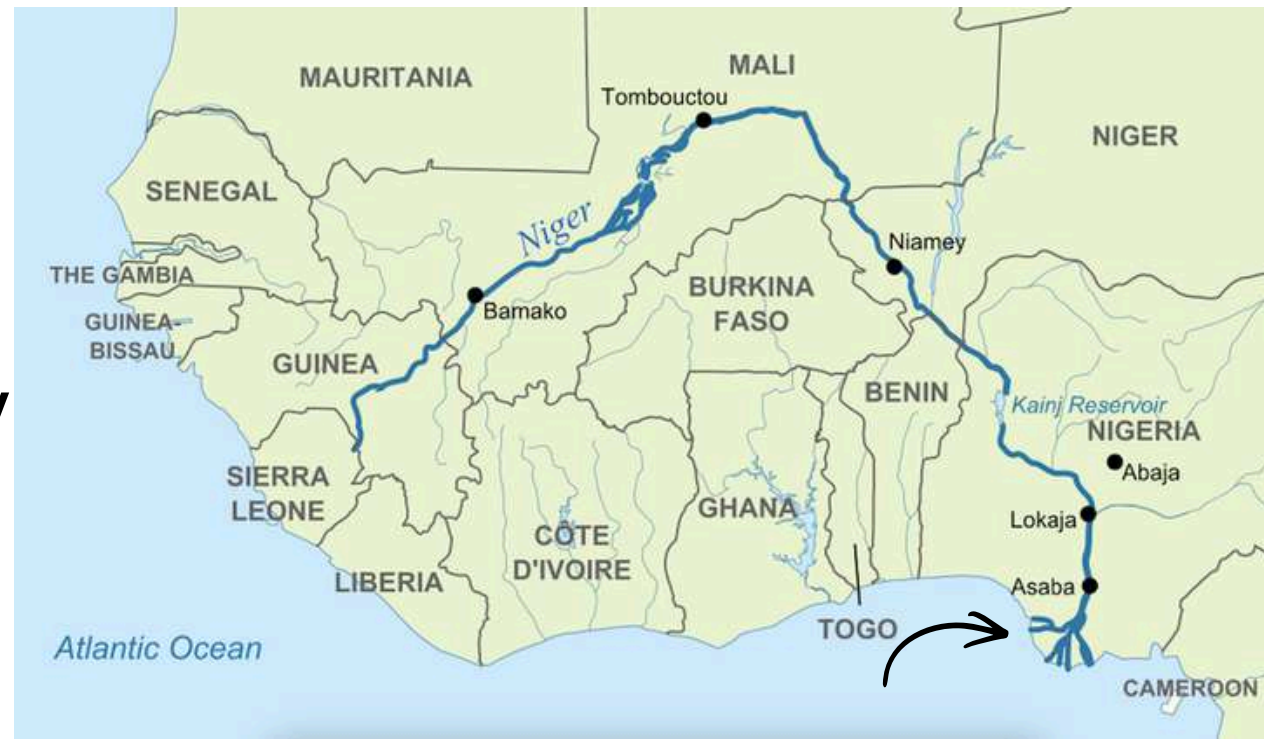 MAURITANIA
MALI
Tombouctou
NIGER
SENEGAL
Niger
Niamey
THE GAMBIA
BURKINA
FASO
Bamako
GUINEA-
BISSAU
GUINEA
BENIN
Kainj Reservoir
NIGERIA
y
Abaja
SIERRA
LEONE
GHANA
Lokaja
CÔTE
D'IVOIRE
LIBERIA
Asaba
TOGO
Atlantic Ocean
CAMEROON